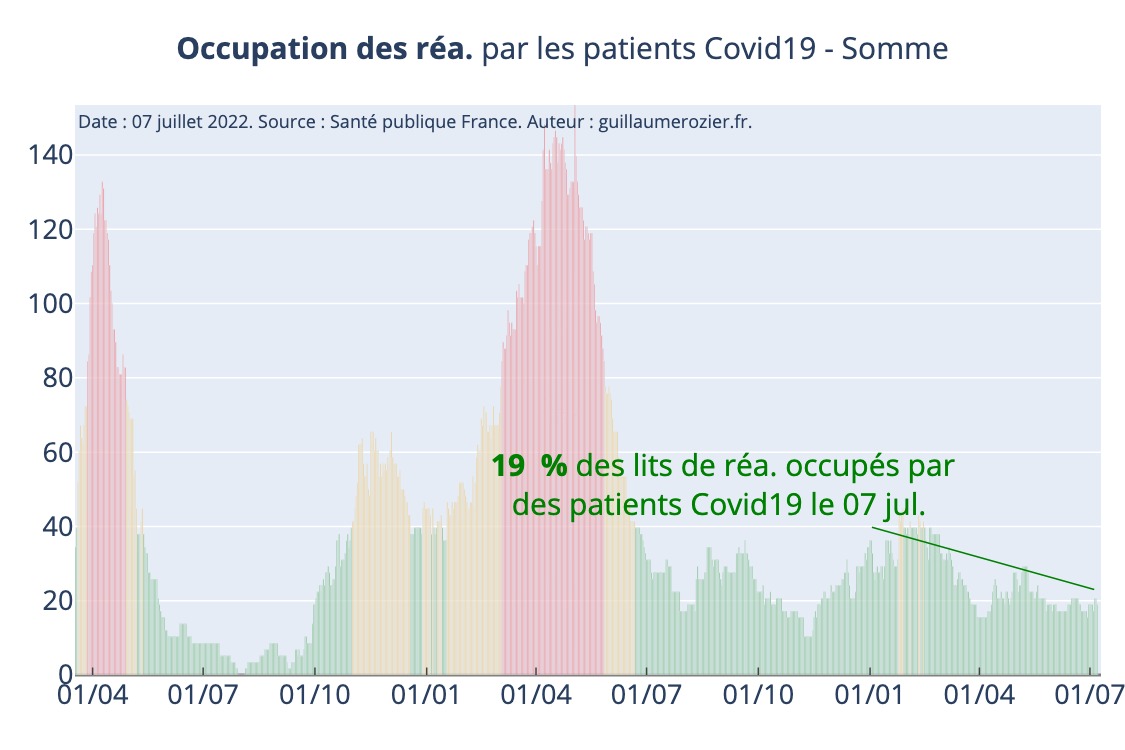 Occupation des réa. par les patients Covid19 - Somme
Date : 07 juillet 2022. Source : Santé publique France. Auteur : guillaumerozier.fr.
140
120
100
80
60
40
20
0
19 % des lits de réa. occupés par
des patients Covid19 le 07 jul.
01/04 01/07 01/10 01/01 01/04 01/07 01/10 01/01 01/04 01/07